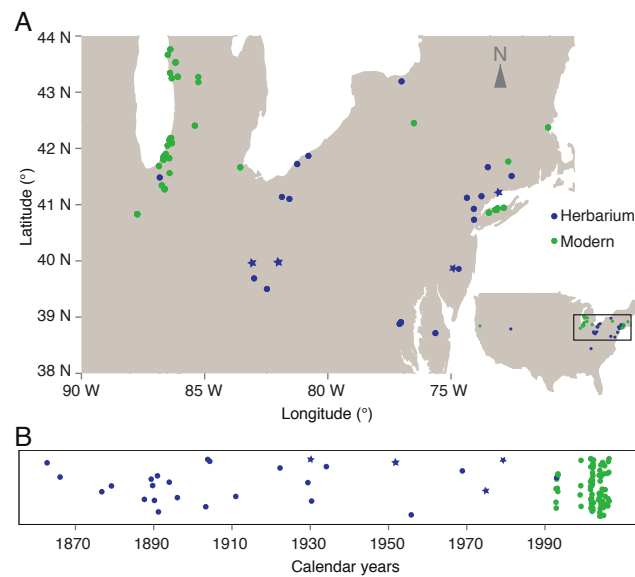 A
44 N
43 N
42 N
41 N
40 N
39 N
38 N
Latitude (°)
N
Herbarium
Modern
90 W
85 W
80 W
75W
Longitude (°)
B
1870
1890
1910
1930
1950
1970
1990
Calendar years